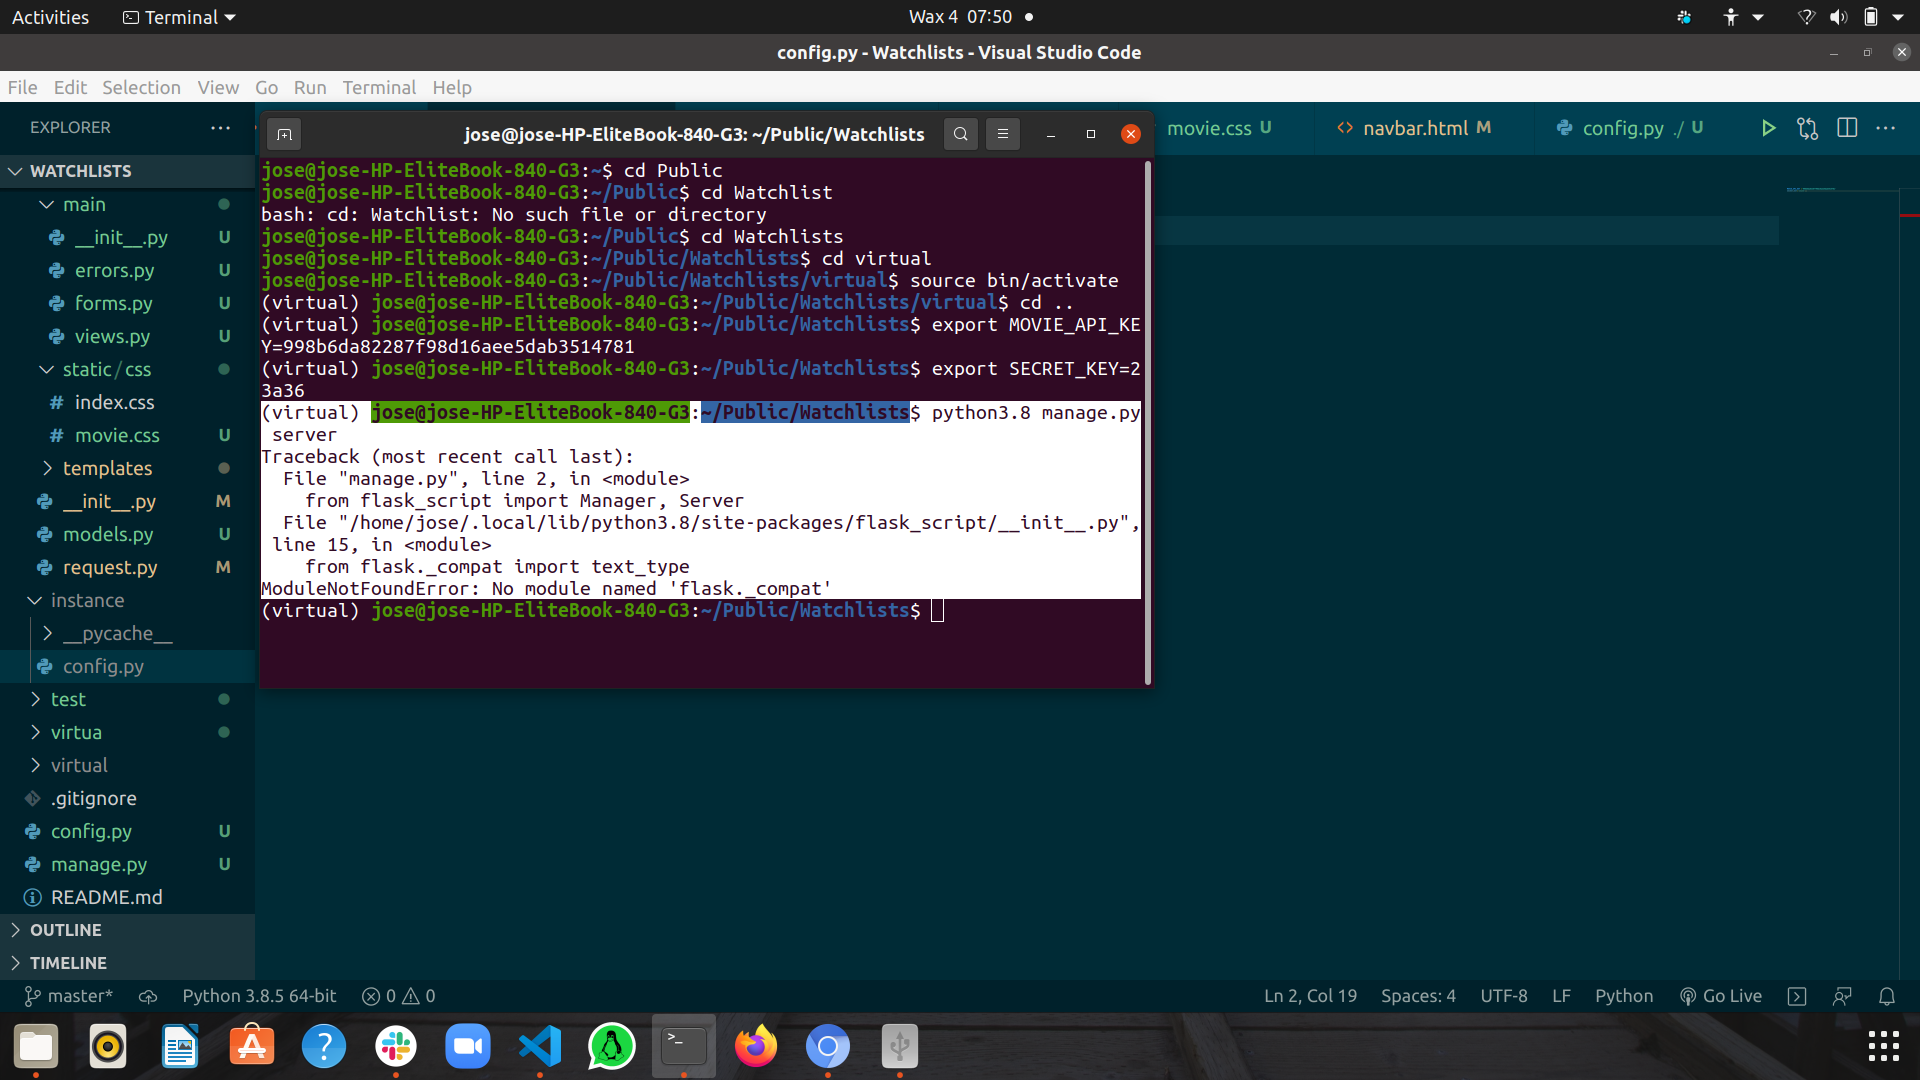 Activities
Terminal
Wax 4 07:50
config.py - Watchlists - Visual Studio Code
File Edit Selection View Go Run Terminal Help
EXPLORER
WATCHLISTS
main
__init__.py U
errors.py U
forms.py U
views.py U
static/css
index.css
movie.css U
templates
__init__.py M
models.py U
request.py M
instance
__pycache__
config.py
test
virtua
virtual
.gitignore
config.py U
manage.py U
README.md
OUTLINE
TIMELINE
movie.css U
navbar.html M
config.py ./ U
jose@jose-HP-EliteBook-840-G3: ~/Public/Watchlists
jose@jose-HP-EliteBook-840-G3:~$ cd Public
jose@jose-HP-EliteBook-840-G3:~/Public$ cd Watchlist
bash: cd: Watchlist: No such file or directory
jose@jose-HP-EliteBook-840-G3:~/Public$ cd Watchlists
jose@jose-HP-EliteBook-840-G3:~/Public/Watchlists$ cd virtual
jose@jose-HP-EliteBook-840-G3:~/Public/Watchlists/virtual$ source bin/activate
(virtual) jose@jose-HP-EliteBook-840-G3:~/Public/Watchlists/virtual$ cd ..
(virtual) jose@jose-HP-EliteBook-840-G3:~/Public/Watchlists$ export MOVIE_API_KE
Y=998b6da82287f98d16aee5dab3514781
(virtual) jose@jose-HP-EliteBook-840-G3:~/Public/Watchlists$ export SECRET_KEY=2
3a36
(virtual) jose@jose-HP-EliteBook-840-G3:~/Public/Watchlists$ python3.8 manage.py
server
Traceback (most recent call last):
File "manage.py", line 2, in <module>
from flask_script import Manager, Server
File "/home/jose/.local/lib/python3.8/site-packages/flask_script/__init__.py",
line 15, in <module>
from flask._compat import text_type
ModuleNotFoundError: No module named 'flask._compat'
(virtual) jose@jose-HP-EliteBook-840-G3:~/Public/Watchlists$
master*
Python 3.8.5 64-bit
0 0
Ln 2, Col 19
Spaces: 4
UTF-8
LF
Python
Go Live